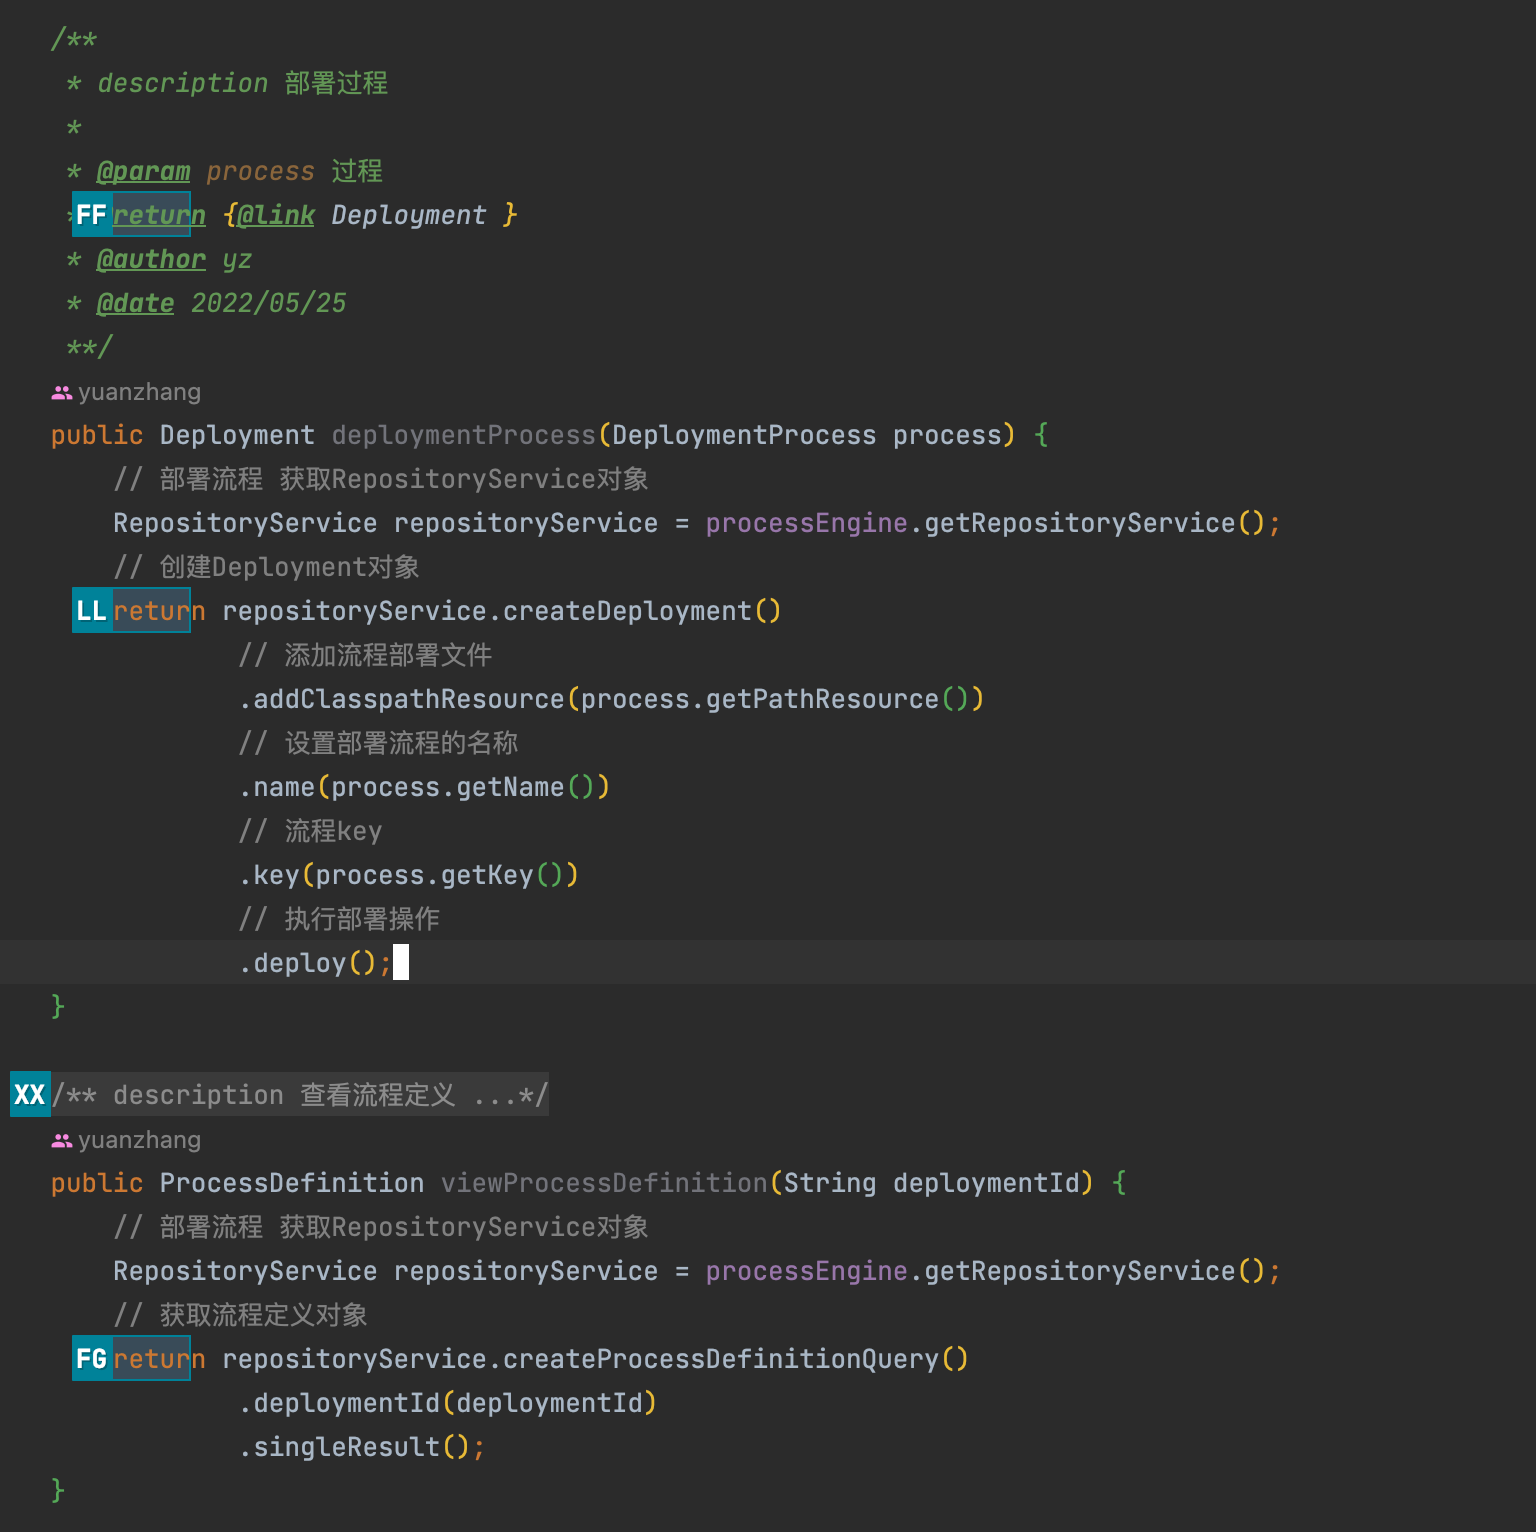 /**
* description 部署过程
*
* @param process 过程
* FF return {@link Deployment }
* @author yz
* @date 2022/05/25
**/
yuanzhang
public Deployment deploymentProcess(DeploymentProcess process) {
// 部署流程 获取RepositoryService对象
RepositoryService repositoryService = processEngine.getRepositoryService();
// 创建Deployment对象
LL return repositoryService.createDeployment()
// 添加流程部署文件
.addClasspathResource(process.getPathResource())
// 设置部署流程的名称
.name(process.getName())
// 流程key
.key(process.getKey())
// 执行部署操作
.deploy();
}
XX /** description 查看流程定义 ...*/
yuanzhang
public ProcessDefinition viewProcessDefinition(String deploymentId) {
// 部署流程 获取RepositoryService对象
RepositoryService repositoryService = processEngine.getRepositoryService();
// 获取流程定义对象
FG return repositoryService.createProcessDefinitionQuery()
.deploymentId(deploymentId)
.singleResult();
}